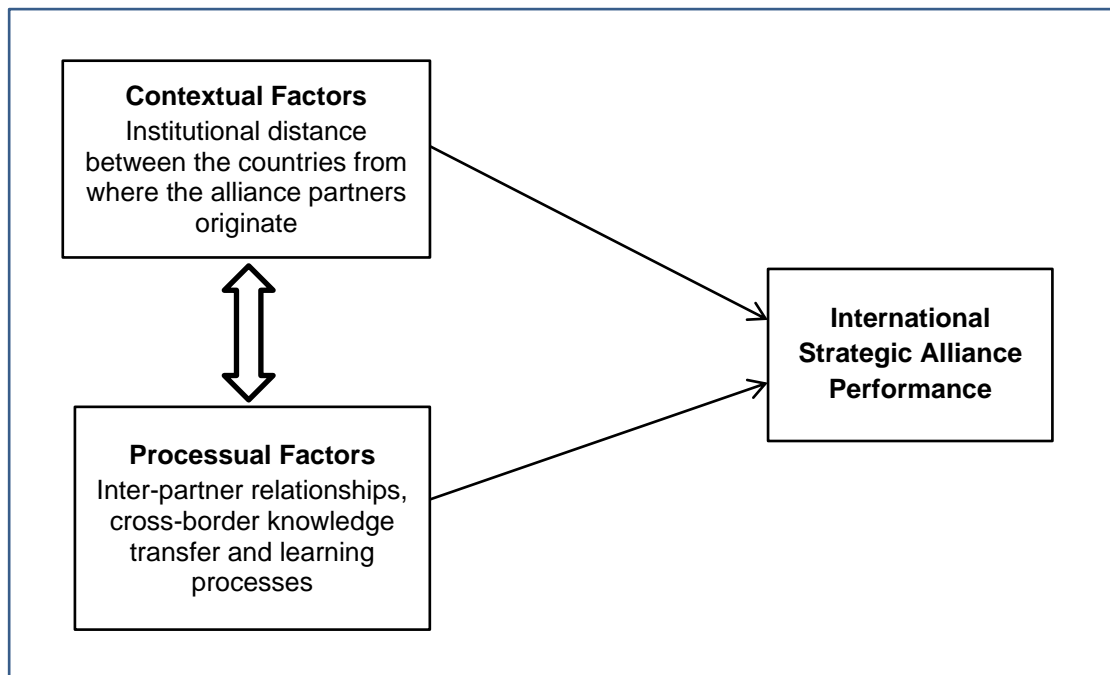 Contextual Factors
Institutional distance
between the countries from
where the alliance partners
originate
International
Strategic Alliance
Performance
Processual Factors
Inter-partner relationships,
cross-border knowledge
transfer and learning
processes